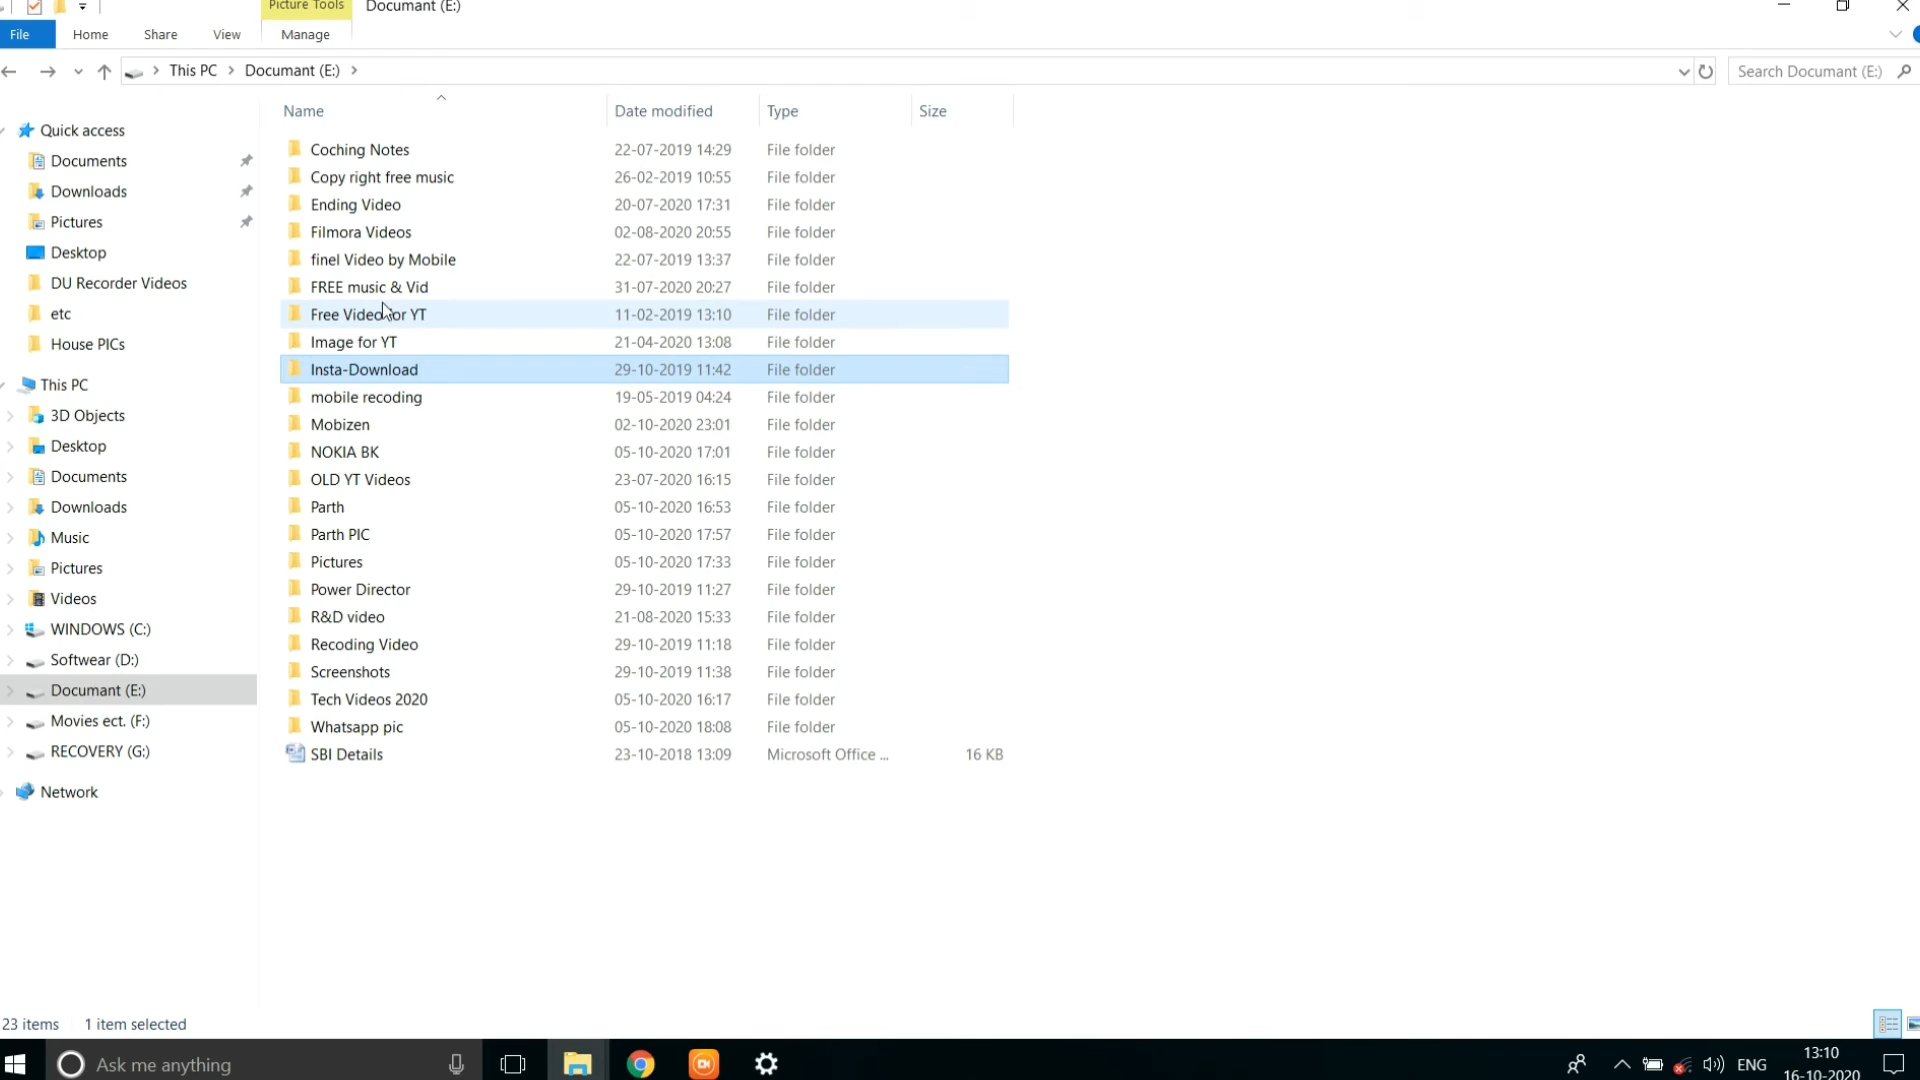 Picture Tools Documant (E:)
File Home Share View Manage
This PC Documant (E:) Search Documant (E:)
Name Date modified Type Size
Quick access
Documents
Downloads
Pictures
Desktop
DU Recorder Videos
etc
House PICs
This PC
3D Objects
Desktop
Documents
Downloads
Music
Pictures
Videos
WINDOWS (C:)
Softwear (D:)
Documant (E:)
Movies ect. (F:)
RECOVERY (G:)
Network
Coching Notes 22-07-2019 14:29 File folder
Copy right free music 26-02-2019 10:55 File folder
Ending Video 20-07-2020 17:31 File folder
Filmora Videos 02-08-2020 20:55 File folder
finel Video by Mobile 22-07-2019 13:37 File folder
FREE music & Vid 31-07-2020 20:27 File folder
Free Video for YT 11-02-2019 13:10 File folder
Image for YT 21-04-2020 13:08 File folder
Insta-Download 29-10-2019 11:42 File folder
mobile recoding 19-05-2019 04:24 File folder
Mobizen 02-10-2020 23:01 File folder
NOKIA BK 05-10-2020 17:01 File folder
OLD YT Videos 23-07-2020 16:15 File folder
Parth 05-10-2020 16:53 File folder
Parth PIC 05-10-2020 17:57 File folder
Pictures 05-10-2020 17:33 File folder
Power Director 29-10-2019 11:27 File folder
R&D video 21-08-2020 15:33 File folder
Recoding Video 29-10-2019 11:18 File folder
Screenshots 29-10-2019 11:38 File folder
Tech Videos 2020 05-10-2020 16:17 File folder
Whatsapp pic 05-10-2020 18:08 File folder
SBI Details 23-10-2018 13:09 Microsoft Office ... 16 KB
23 items 1 item selected
Ask me anything ENG 13:10
16-10-2020